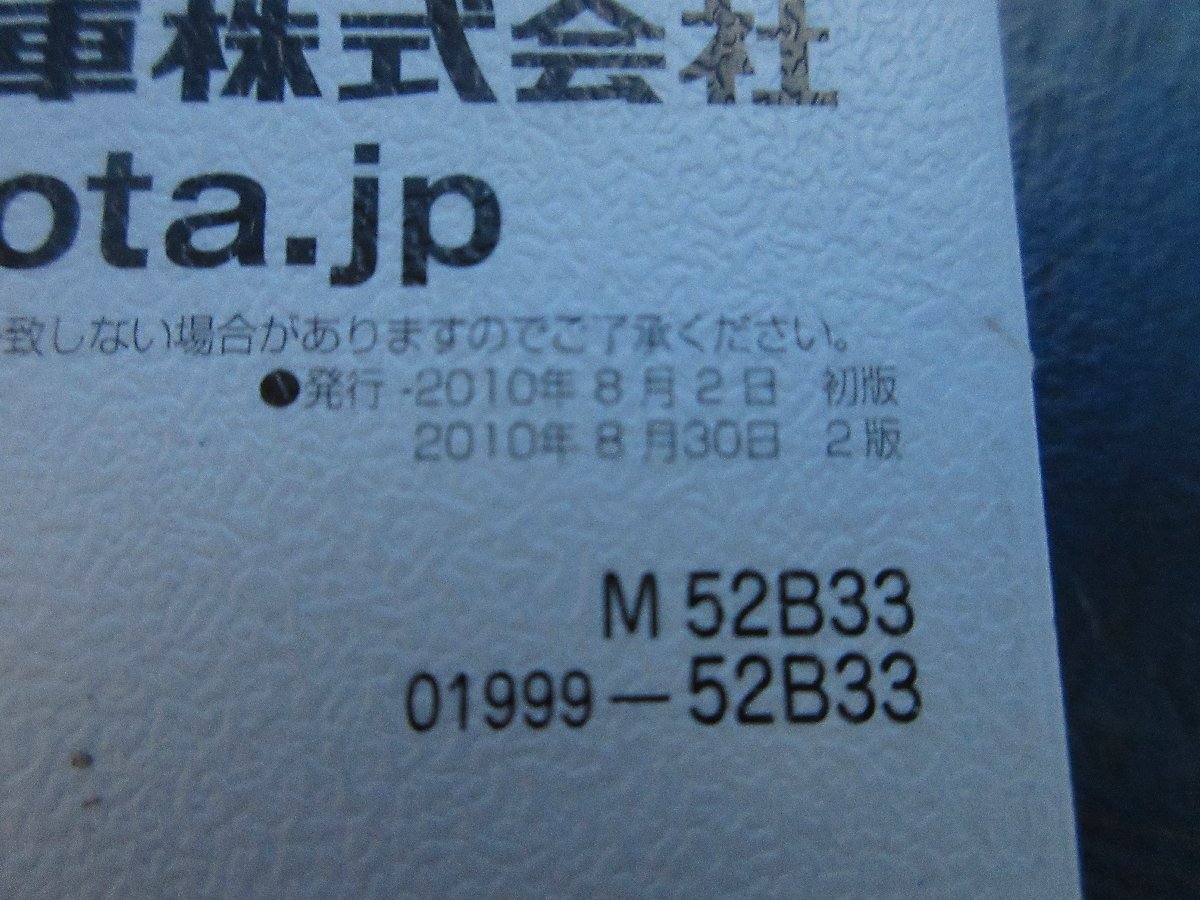 車株式会社
ota.jp
致しない場合がありますのでご了承ください。
●発行-2010年8月2日 初版
2010年8月30日 2版
M 52B33
01999-52B33